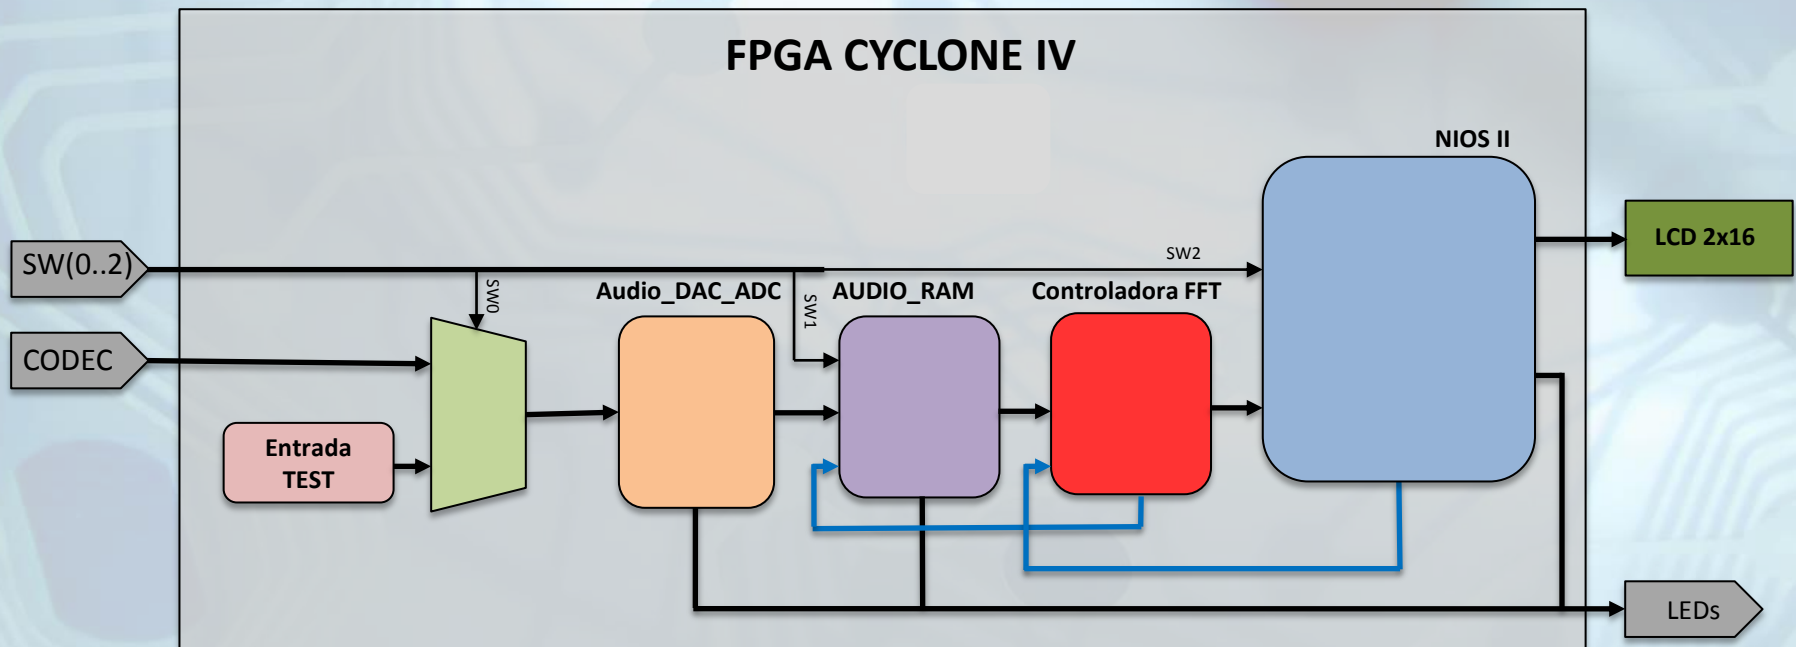 FPGA CYCLONE IV
NIOS II
LCD 2x16
SW(0..2)
SW2
SW0
Audio_DAC_ADC
SW1
AUDIO_RAM
Controladora FFT
CODEC
Entrada
TEST
LEDs